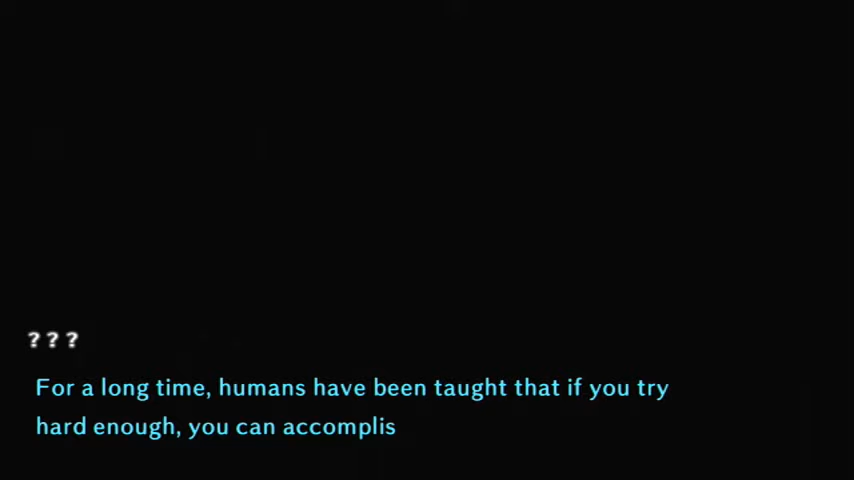 ???
For a long time, humans have been taught that if you try
hard enough, you can accomplis